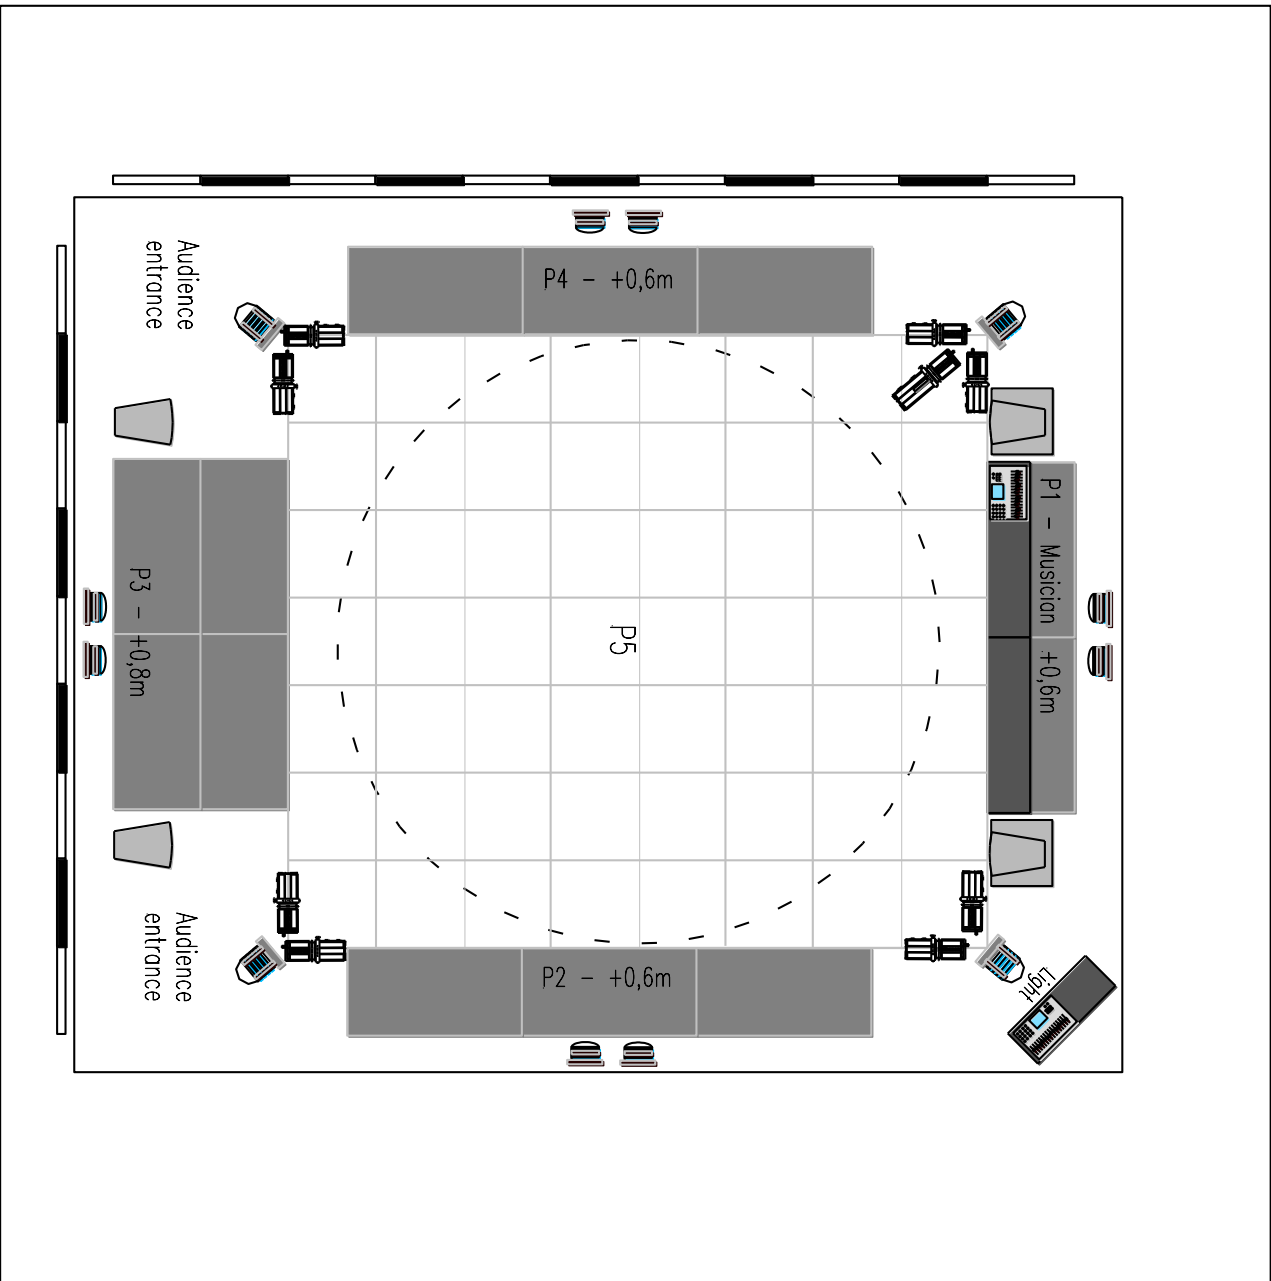 Audience
entrance
P4 - +0,6m
P1 - Musician +0,6m
P3 - +0,8m
P5
Audience
entrance
P2 - +0,6m
Light